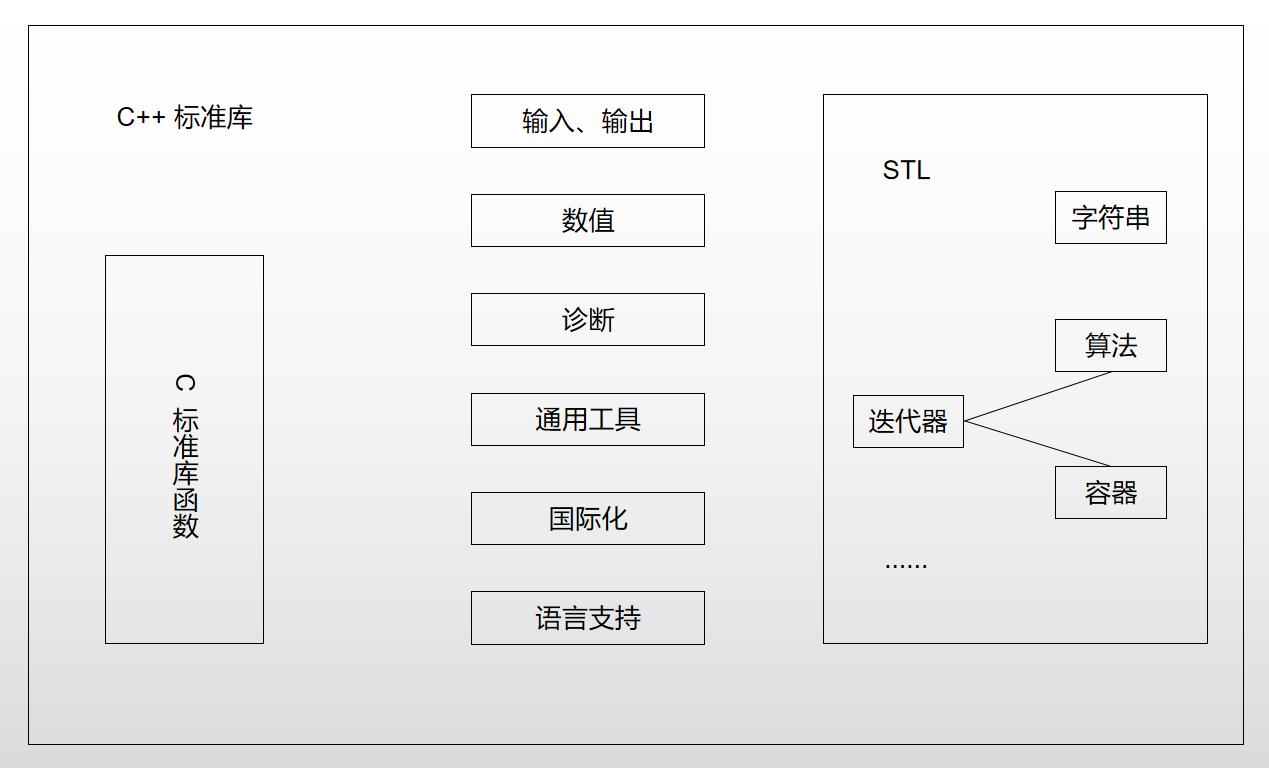 C++ 标准库
C 标准库函数
输入、输出
数值
诊断
通用工具
国际化
语言支持
STL
字符串
算法
迭代器
容器
······